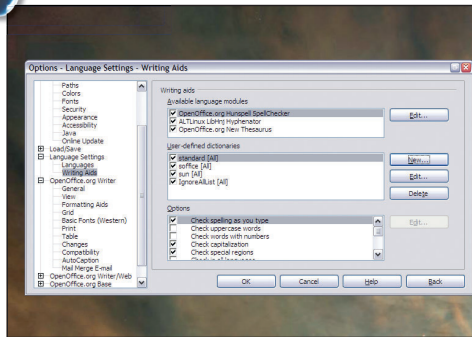 Options - Language Settings - Writing Aids
Paths
Colors
Fonts
Security
Appearance
Accessibility
Java
Online Update
Load/Save
Language Settings
Languages
Writing Aids
OpenOffice.org Writer
General
View
Formatting Aids
Grid
Basic Fonts (Western)
Print
Table
Changes
Compatibility
AutoCaption
Mail Merge E-mail
OpenOffice.org Writer/Web
OpenOffice.org Base
Writing aids
Available language modules
OpenOffice.org Hunspell SpellChecker
ALTLinux LibHnj Hyphenator
OpenOffice.org New Thesaurus
Edit...
User-defined dictionaries
standard [All]
soffice [All]
sun [All]
IgnoreAllList [All]
New...
Edit...
Delete
Options
Check spelling as you type
Check uppercase words
Check words with numbers
Check capitalization
Check special regions
Edit...
OK
Cancel
Help
Back